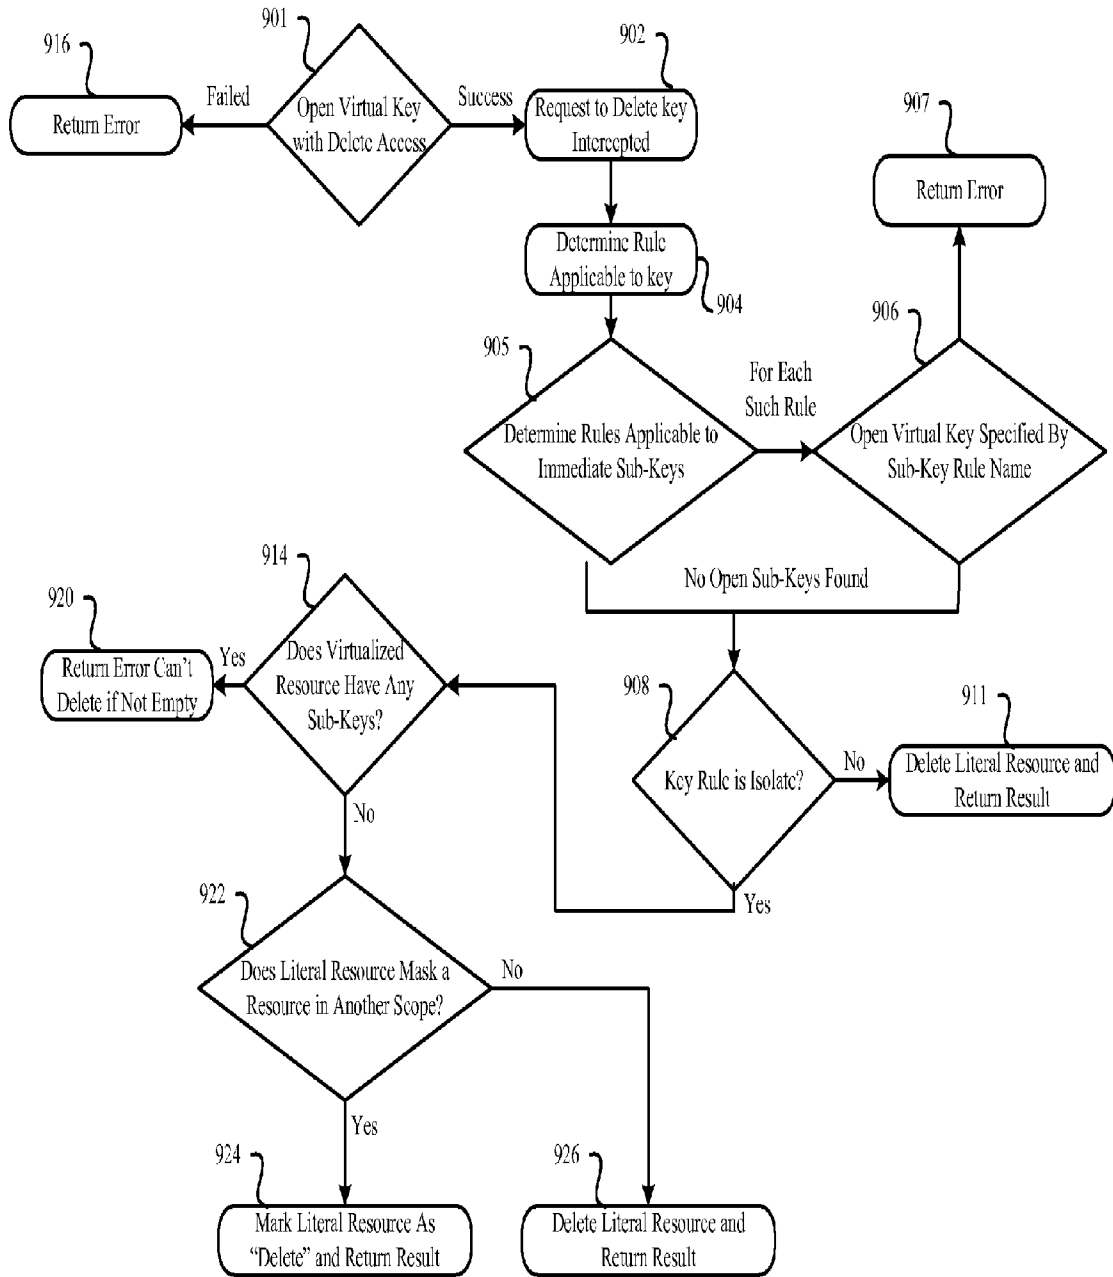 901
902
916
Failed
Success
Return Error
Open Virtual Key
with Delete Access
Request to Delete key
Intercepted
907
Return Error
Determine Rule
Applicable to key
904
905
906
For Each
Such Rule
Determine Rules Applicable to
Immediate Sub-Keys
Open Virtual Key Specified By
Sub-Key Rule Name
No Open Sub-Keys Found
914
920
Yes
Return Error Can't
Delete if Not Empty
Does Virtualized
Resource Have Any
Sub-Keys?
908
911
No
Key Rule is Isolate?
Delete Literal Resource and
Return Result
No
Yes
922
Does Literal Resource Mask a
Resource in Another Scope?
No
Yes
924
926
Mark Literal Resource As
“Delete” and Return Result
Delete Literal Resource and
Return Result